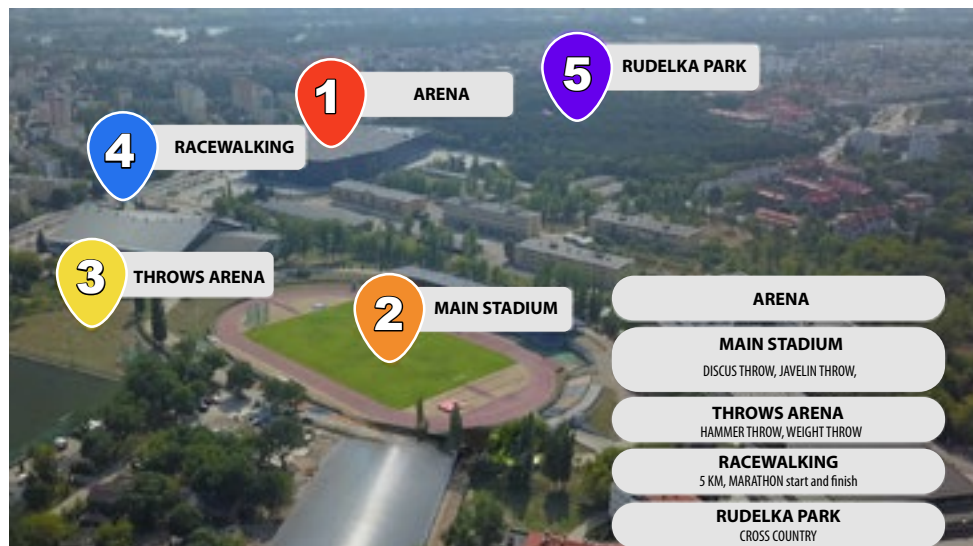 5
RUDELKA PARK
1
ARENA
4
RACEWALKING
3
THROWS ARENA
2
MAIN STADIUM
ARENA
MAIN STADIUM
DISCUS THROW, JAVELIN THROW,
THROWS ARENA
HAMMER THROW, WEIGHT THROW
RACEWALKING
5 KM, MARATHON start and finish
RUDELKA PARK
CROSS COUNTRY